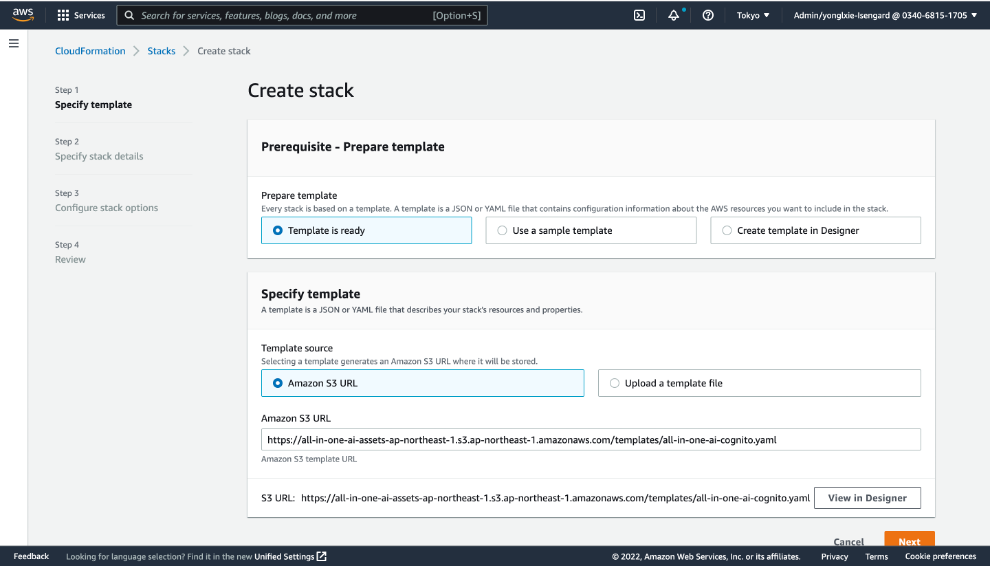 aws
Services
Search for services, features, blogs, docs, and more
[Option+S]
Tokyo
Admin/yonglxie-Isengard @ 0340-6815-1705
CloudFormation
Stacks
Create stack
Step 1
Specify template
Step 2
Specify stack details
Step 3
Configure stack options
Step 4
Review
Create stack
Prerequisite - Prepare template
Prepare template
Every stack is based on a template. A template is a JSON or YAML file that contains configuration information about the AWS resources you want to include in the stack.
Template is ready
Use a sample template
Create template in Designer
Specify template
A template is a JSON or YAML file that describes your stack's resources and properties.
Template source
Selecting a template generates an Amazon S3 URL where it will be stored.
Amazon S3 URL
Upload a template file
Amazon S3 URL
https://all-in-one-ai-assets-ap-northeast-1.s3.ap-northeast-1.amazonaws.com/templates/all-in-one-ai-cognito.yaml
Amazon S3 template URL
S3 URL: https://all-in-one-ai-assets-ap-northeast-1.s3.ap-northeast-1.amazonaws.com/templates/all-in-one-ai-cognito.yaml
View in Designer
Cancel
Next
Feedback
Looking for language selection? Find it in the new Unified Settings
© 2022, Amazon Web Services, Inc. or its affiliates.
Privacy
Terms
Cookie preferences